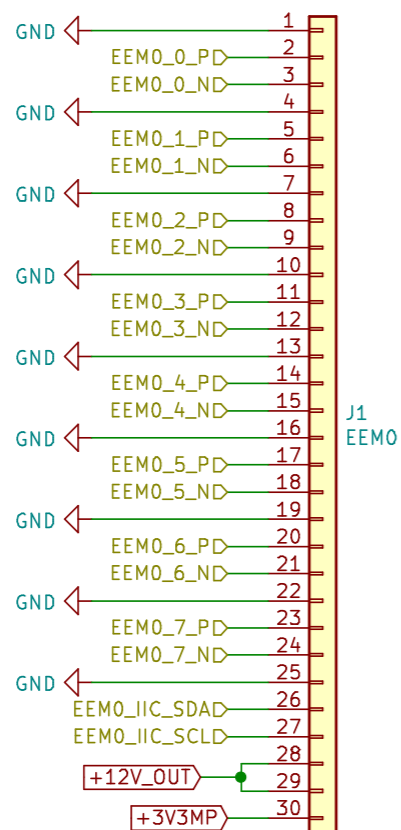 GND 1
EEM0_0_P 2
EEM0_0_N 3
GND 4
EEM0_1_P 5
EEM0_1_N 6
GND 7
EEM0_2_P 8
EEM0_2_N 9
GND 10
EEM0_3_P 11
EEM0_3_N 12
GND 13
EEM0_4_P 14
EEM0_4_N 15
J1
GND 16
EEM0
EEM0_5_P 17
EEM0_5_N 18
GND 19
EEM0_6_P 20
EEM0_6_N 21
GND 22
EEM0_7_P 23
EEM0_7_N 24
GND 25
EEM0_IIC_SDA 26
EEM0_IIC_SCL 27
28
+12V_OUT
29
+3V3MP 30